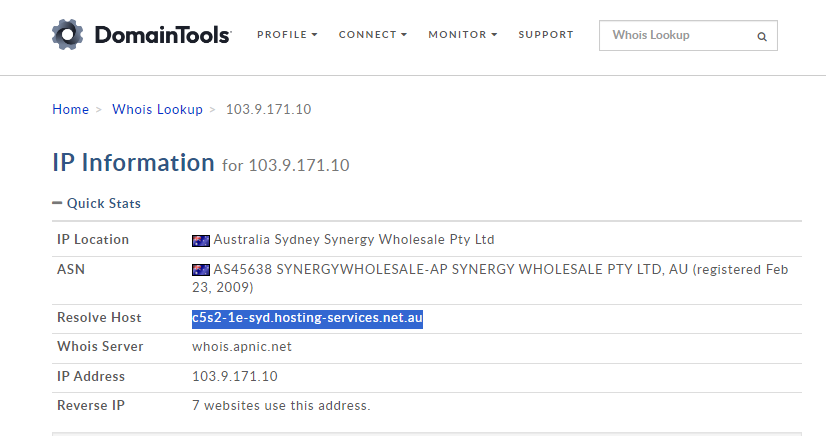 DomainTools PROFILE CONNECT MONITOR SUPPORT Whois Lookup
Home > Whois Lookup > 103.9.171.10
IP Information for 103.9.171.10
Quick Stats
IP Location Australia Sydney Synergy Wholesale Pty Ltd
ASN AS45638 SYNERGYWHOLESALE-AP SYNERGY WHOLESALE PTY LTD, AU (registered Feb
23, 2009)
Resolve Host c5s2-1e-syd.hosting-services.net.au
Whois Server whois.apnic.net
IP Address 103.9.171.10
Reverse IP 7 websites use this address.